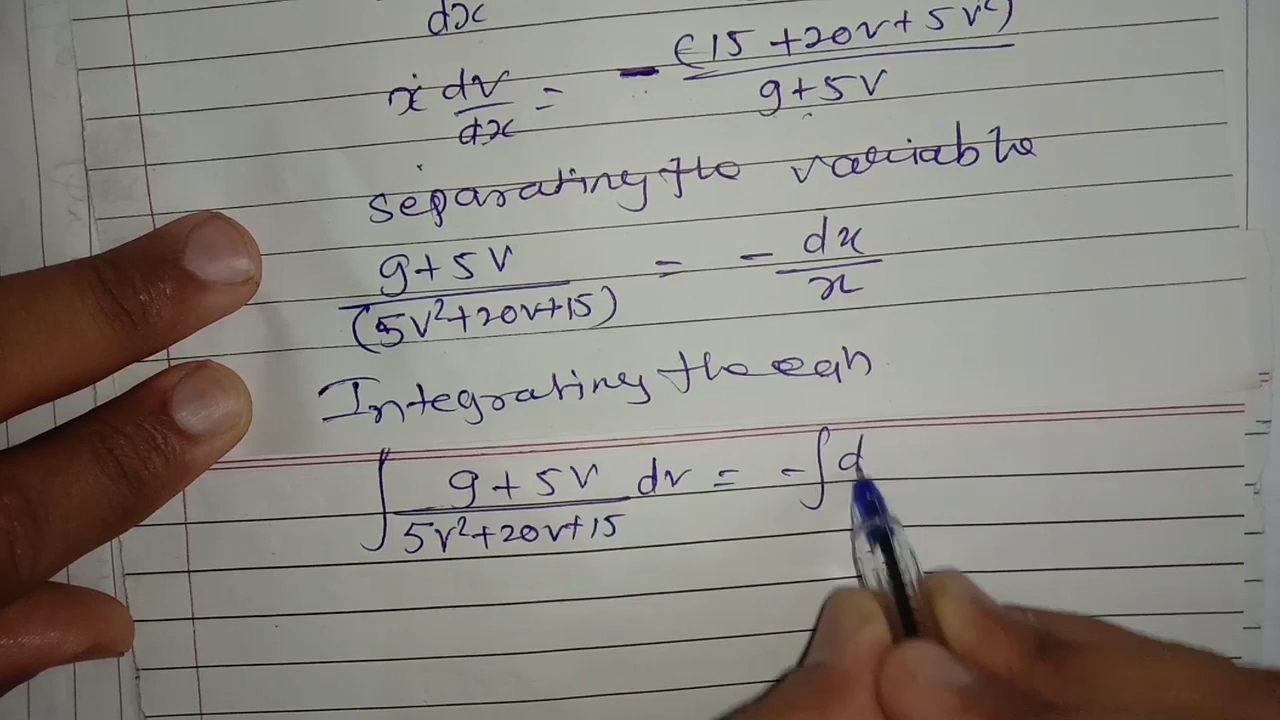 dx
x dv/dx = - (15 + 20v + 5v²) / 9+5v
separating the variable
9+5v / (5v²+20v+15) = - dx / x
Integrating the eqn
∫ 9+5v / 5v²+20v+15 dv = -∫ d